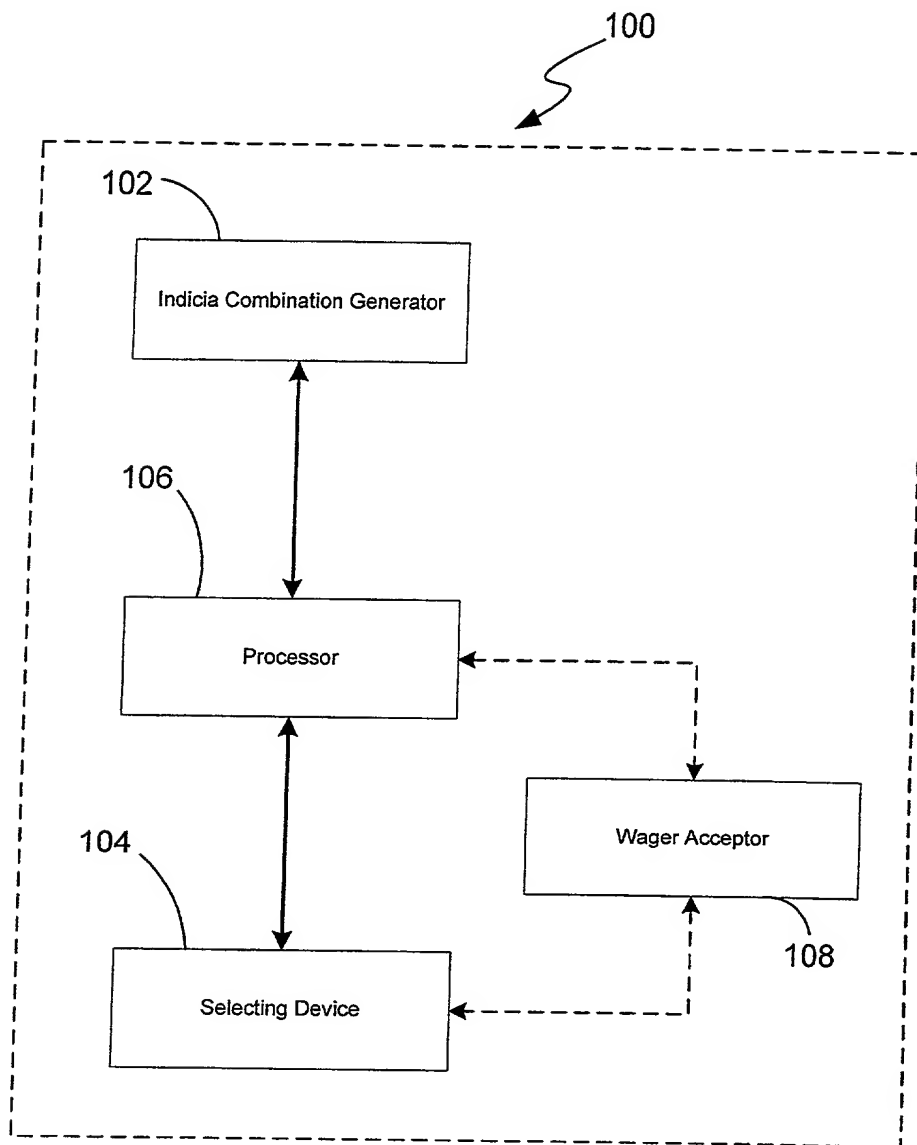 100
102
Indicia Combination Generator
106
Processor
Wager Acceptor
104
108
Selecting Device